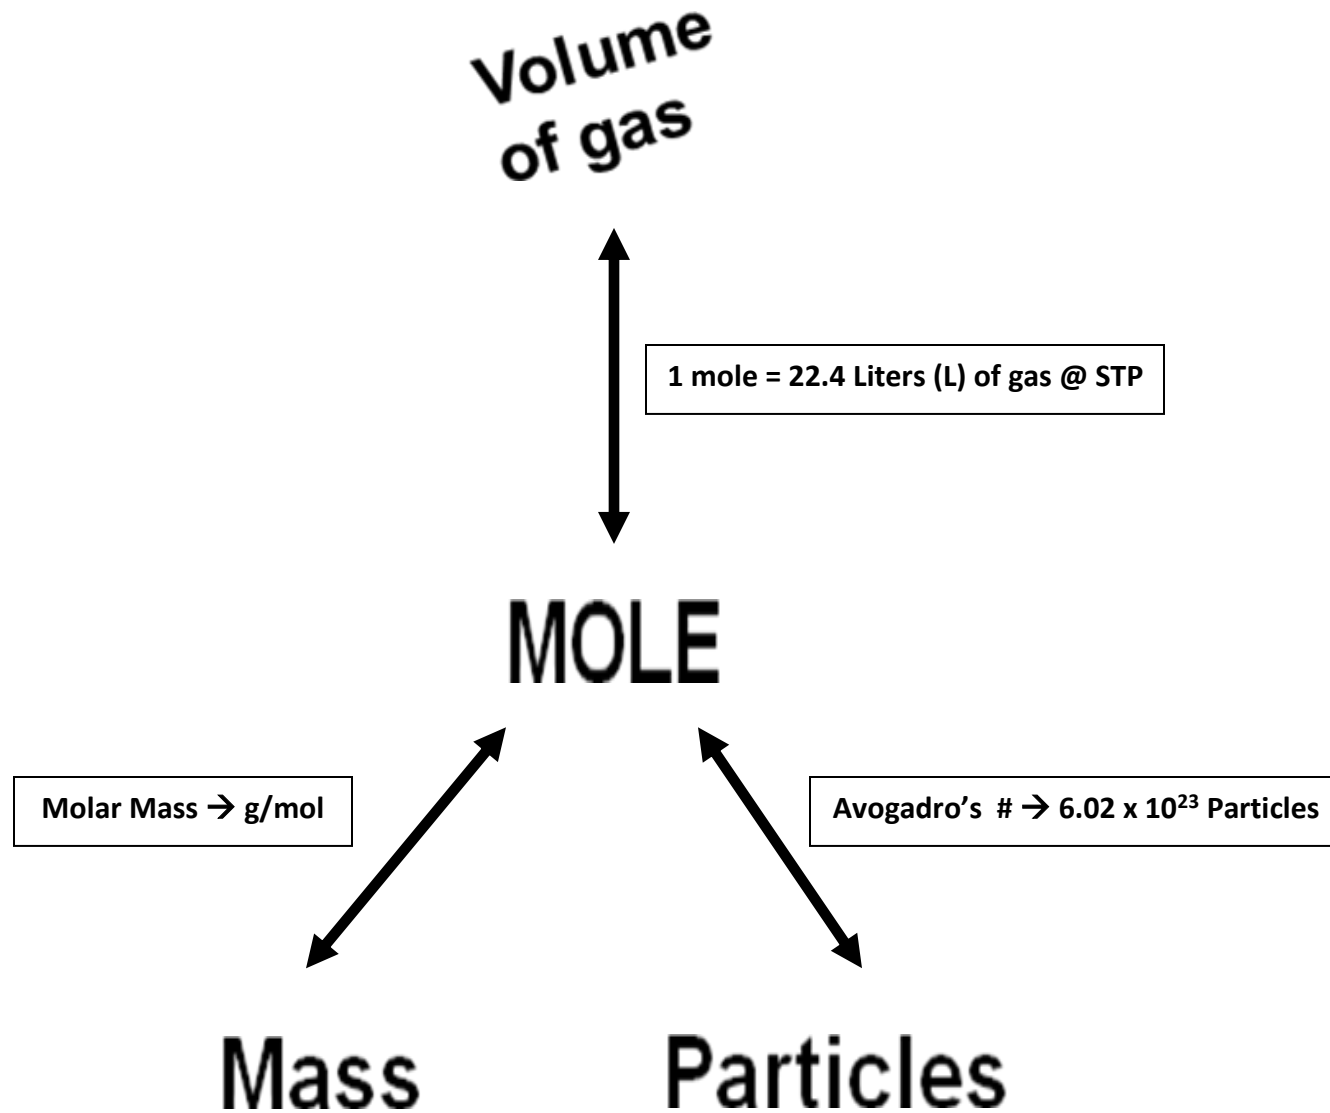 Volume
of gas
1 mole = 22.4 Liters (L) of gas @ STP
MOLE
Molar Mass → g/mol
Avogadro’s # → 6.02 x 10²³ Particles
Mass
Particles